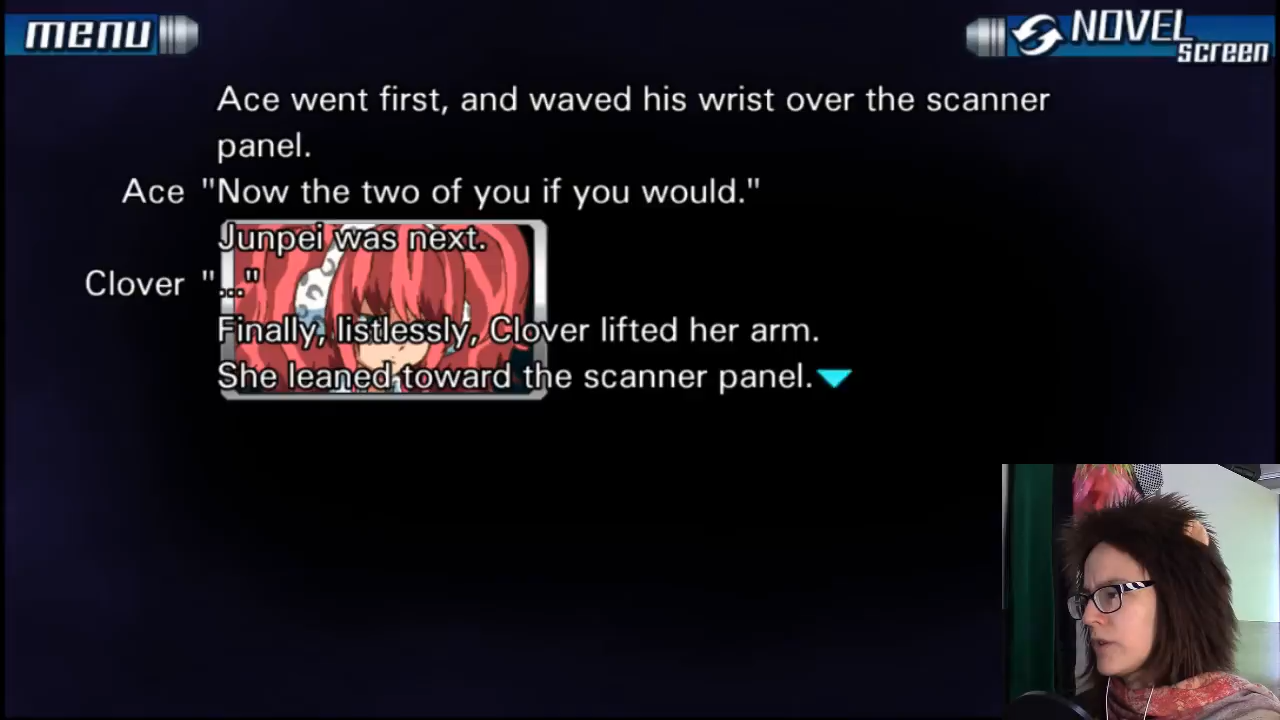 menu
NOVEL
screen
Ace went first, and waved his wrist over the scanner
panel.
Ace "Now the two of you if you would."
Junpei was next.
Clover "..."
Finally, listlessly, Clover lifted her arm.
She leaned toward the scanner panel.